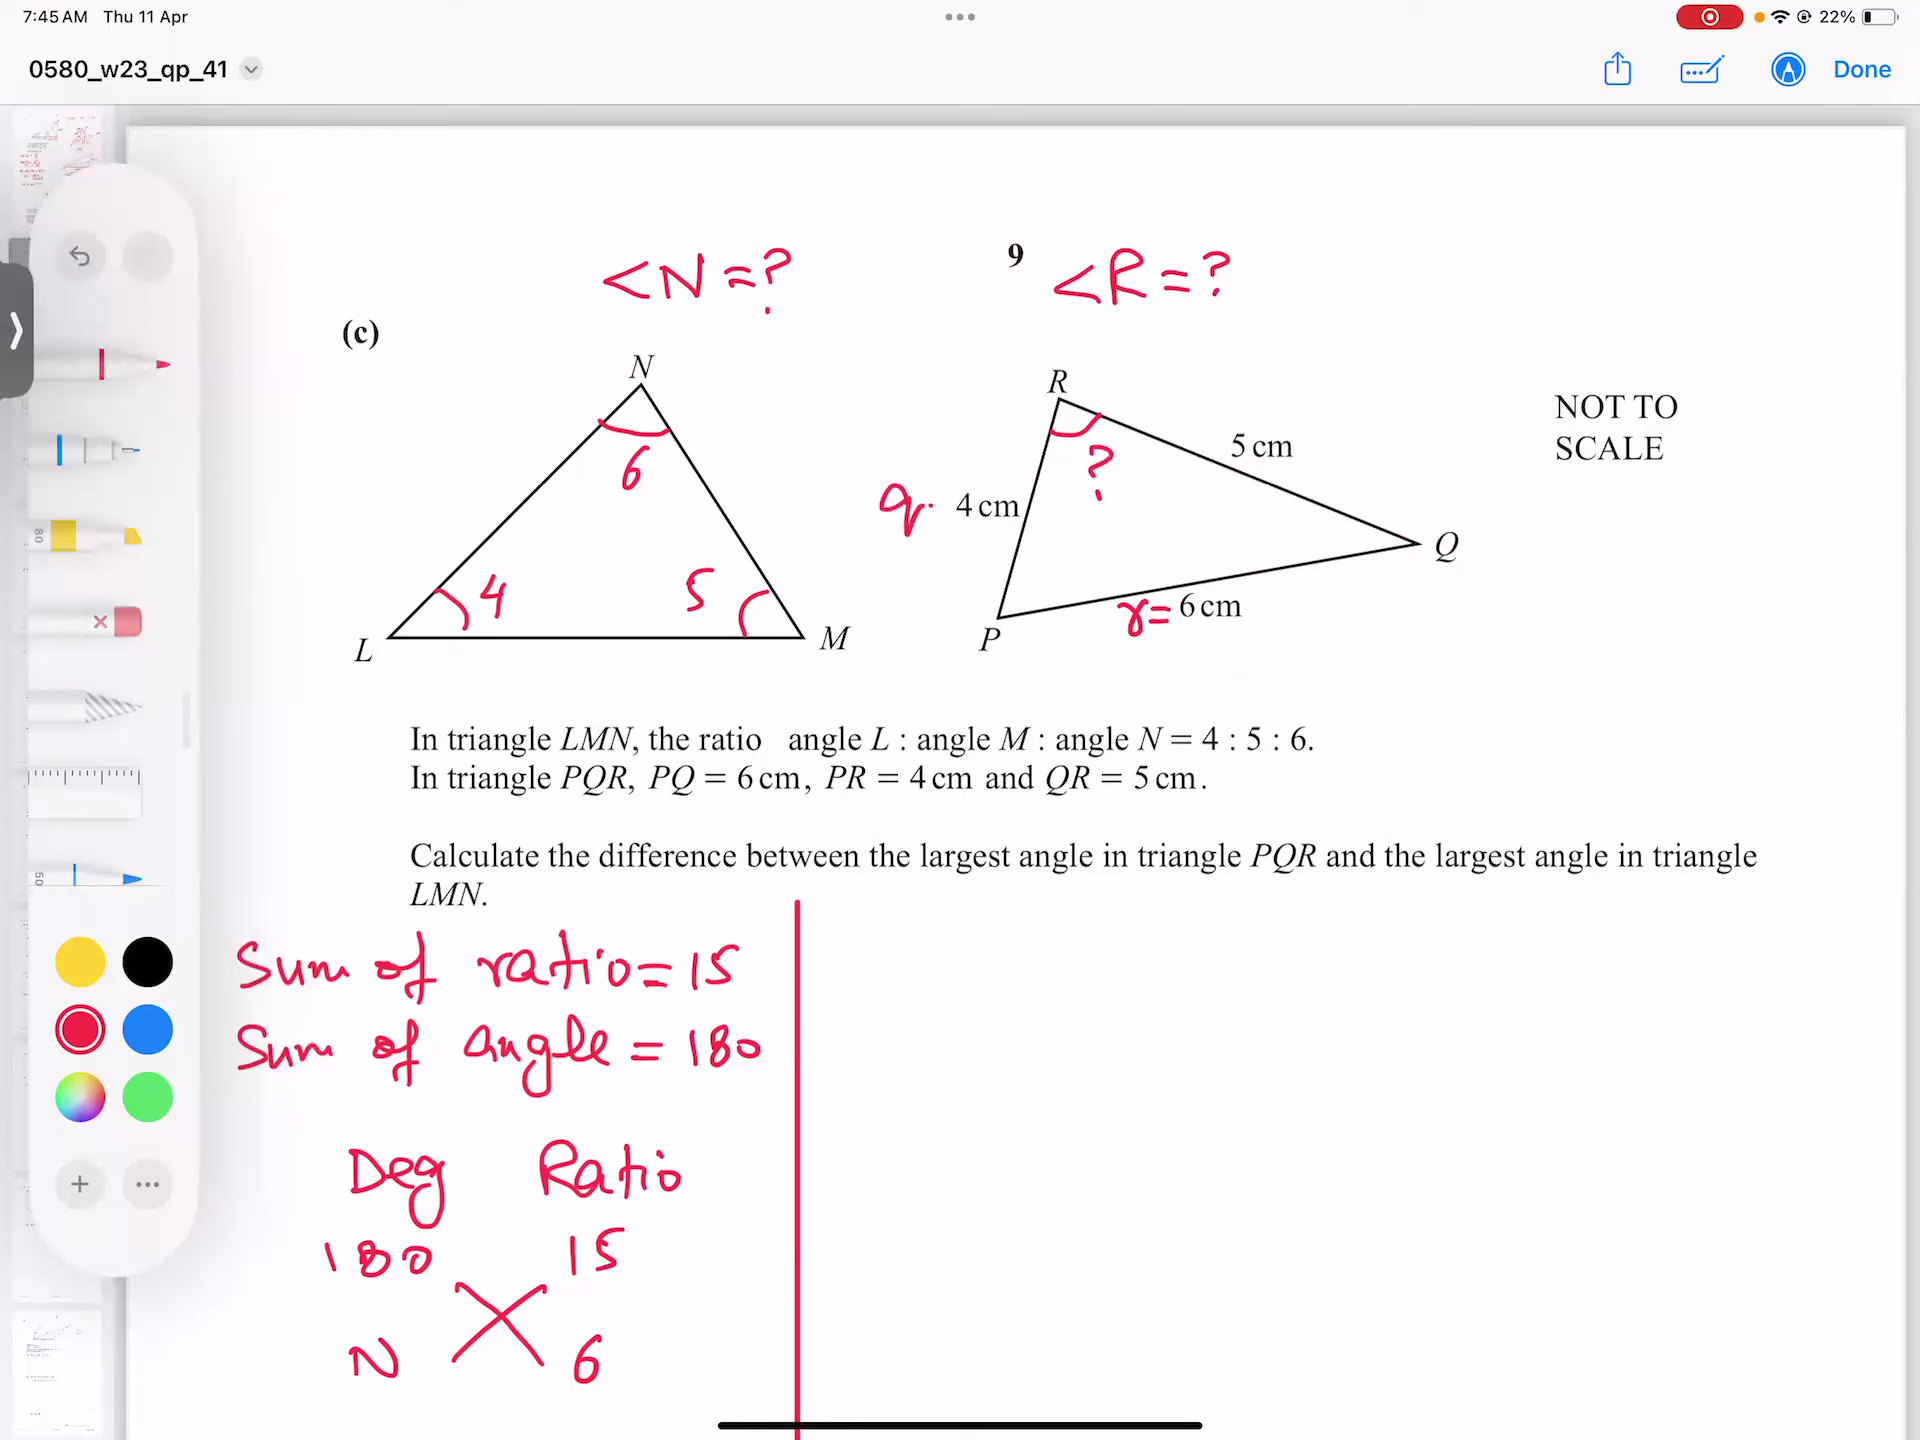 7:45 AM Thu 11 Apr
22%
0580_w23_qp_41
Done
<N=?
9
<R=?
(c)
N
R
NOT TO
SCALE
5 cm
6
?
q.
4 cm
Q
4
5
r=
6 cm
L
M
P
In triangle LMN, the ratio angle L : angle M : angle N = 4 : 5 : 6.
In triangle PQR, PQ = 6 cm, PR = 4 cm and QR = 5 cm.
Calculate the difference between the largest angle in triangle PQR and the largest angle in triangle
LMN.
Sum of ratio=15
Sum of angle = 180
Deg Ratio
180 15
N 6
80
50